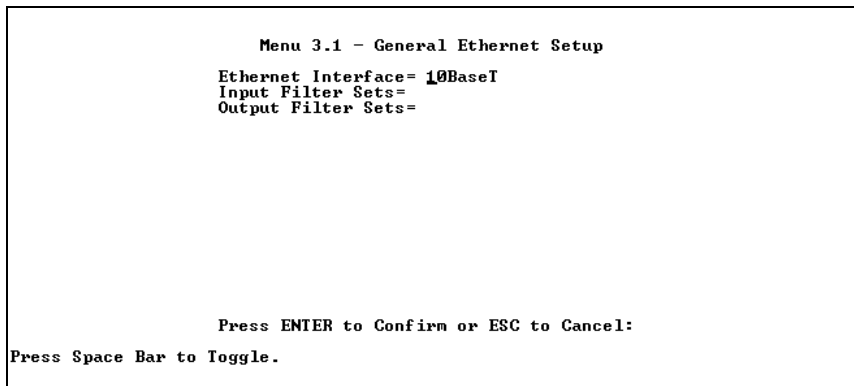 Menu 3.1 - General Ethernet Setup
Ethernet Interface= 10BaseT
Input Filter Sets=
Output Filter Sets=
Press ENTER to Confirm or ESC to Cancel:
Press Space Bar to Toggle.